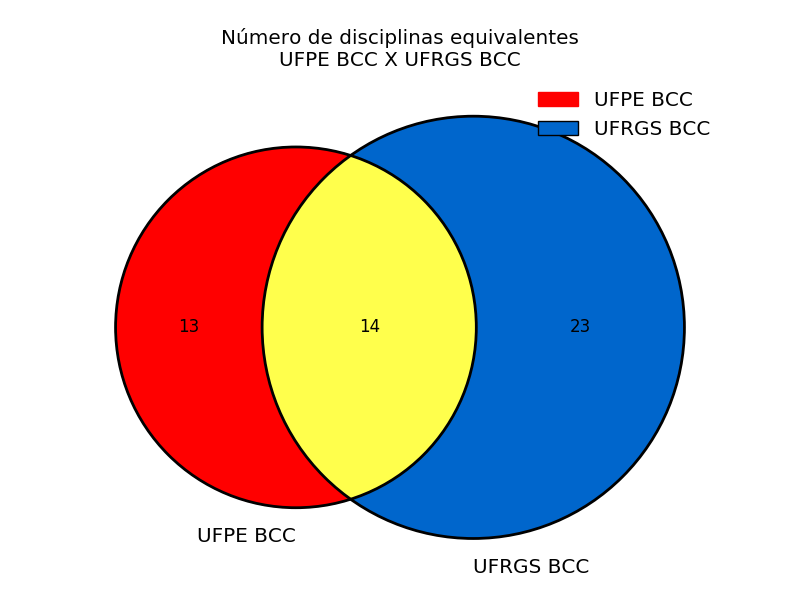 Número de disciplinas equivalentes
UFPE BCC X UFRGS BCC
UFPE BCC
UFRGS BCC
13
14
23
UFPE BCC
UFRGS BCC